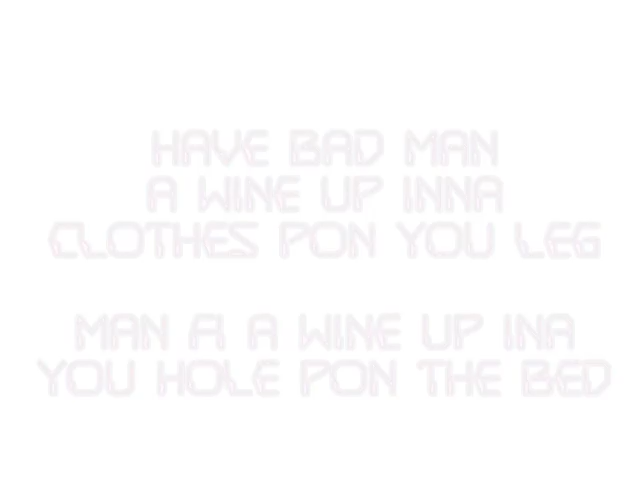 HAVE BAD MAN
A WINE UP INNA
CLOTHES PON YOU LEG
MAN FI A WINE UP INA
YOU HOLE PON THE BED